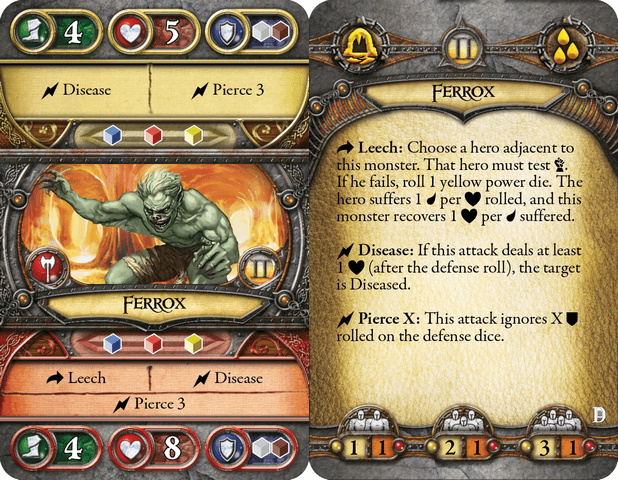 4 5
Disease Pierce 3
II
FERROX
Leech Disease
Pierce 3
4 8
II
FERROX
Leech: Choose a hero adjacent to
this monster. That hero must test .
If he fails, roll 1 yellow power die. The
hero suffers 1 per rolled, and this
monster recovers 1 per suffered.
Disease: If this attack deals at least
1 (after the defense roll), the target
is Diseased.
Pierce X: This attack ignores X
rolled on the defense dice.
D
1 1 2 1 3 1